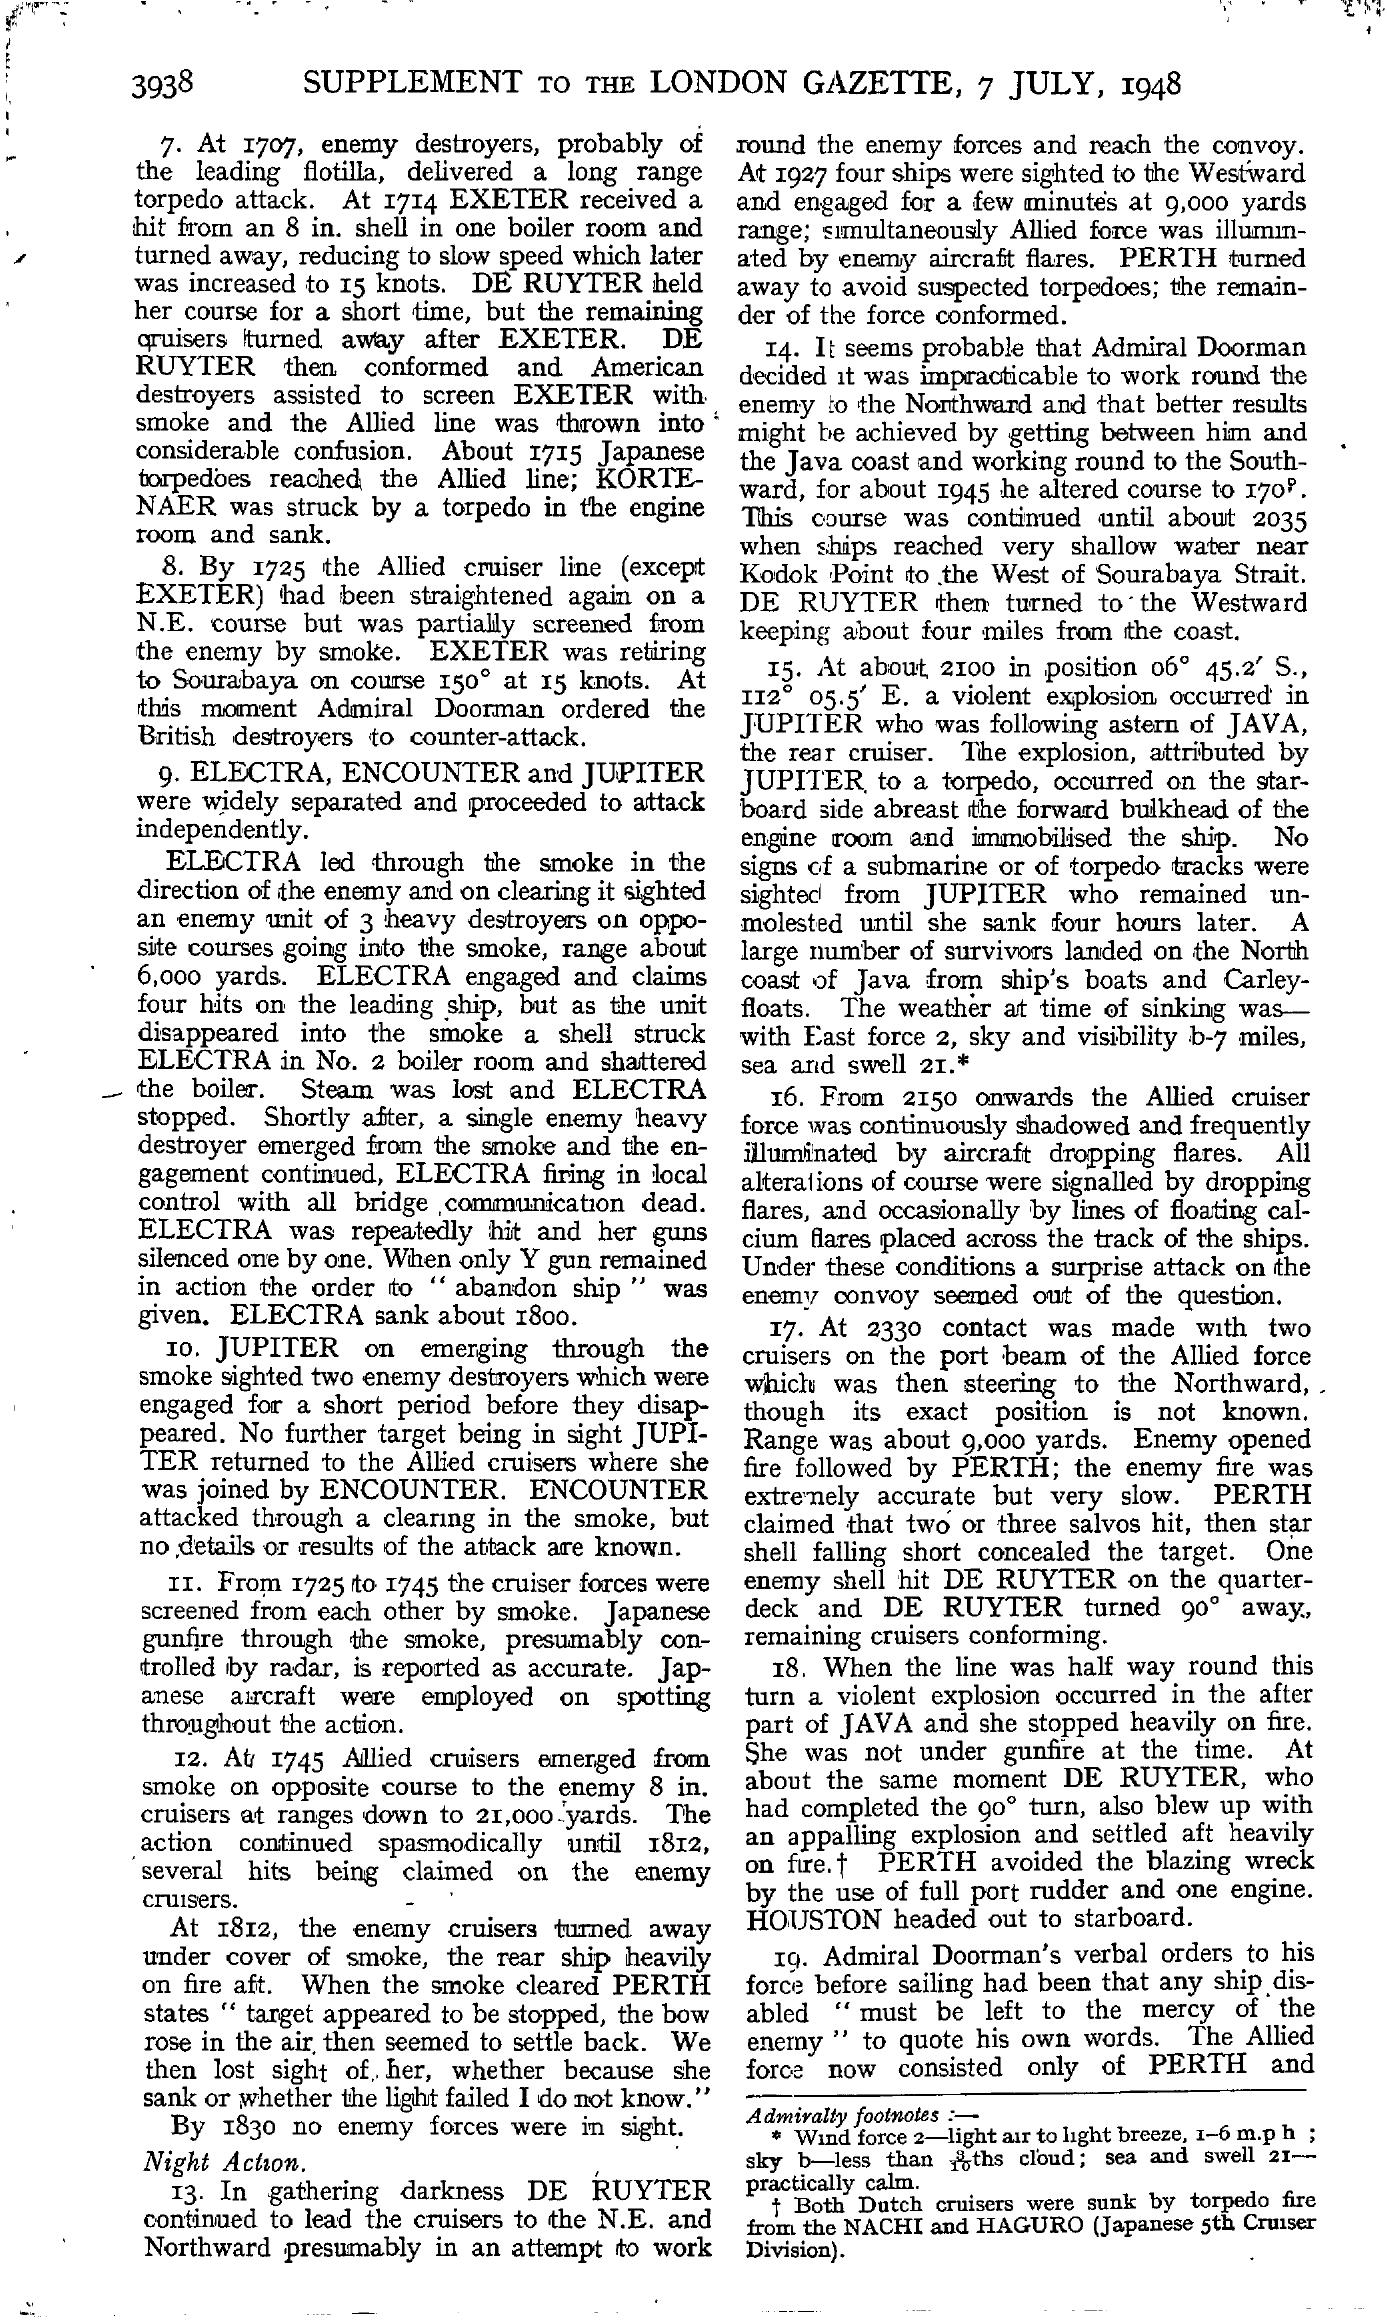 3938 SUPPLEMENT TO THE LONDON GAZETTE, 7 JULY, 1948
7. At 1707, enemy destroyers, probably of
the leading flotilla, delivered a long range
torpedo attack. At 1714 EXETER received a
hit from an 8 in. shell in one boiler room and
turned away, reducing to slow speed which later
was increased to 15 knots. DE RUYTER held
her course for a short time, but the remaining
cruisers turned away after EXETER. DE
RUYTER then conformed and American
destroyers assisted to screen EXETER with
smoke and the Allied line was thrown into
considerable confusion. About 1715 Japanese
torpedoes reached the Allied line; KORTE-
NAER was struck by a torpedo in the engine
room and sank.
8. By 1725 the Allied cruiser line (except
EXETER) had been straightened again on a
N.E. course but was partially screened from
the enemy by smoke. EXETER was retiring
to Sourabaya on course 150° at 15 knots. At
this moment Admiral Doorman ordered the
British destroyers to counter-attack.
9. ELECTRA, ENCOUNTER and JUPITER
were widely separated and proceeded to attack
independently.
ELECTRA led through the smoke in the
direction of the enemy and on clearing it sighted
an enemy unit of 3 heavy destroyers on oppo-
site courses going into the smoke, range about
6,000 yards. ELECTRA engaged and claims
four hits on the leading ship, but as the unit
disappeared into the smoke a shell struck
ELECTRA in No. 2 boiler room and shattered
the boiler. Steam was lost and ELECTRA
stopped. Shortly after, a single enemy heavy
destroyer emerged from the smoke and the en-
gagement continued, ELECTRA firing in local
control with all bridge communication dead.
ELECTRA was repeatedly hit and her guns
silenced one by one. When only Y gun remained
in action the order to " abandon ship " was
given. ELECTRA sank about 1800.
10. JUPITER on emerging through the
smoke sighted two enemy destroyers which were
engaged for a short period before they disap-
peared. No further target being in sight JUPI-
TER returned to the Allied cruisers where she
was joined by ENCOUNTER. ENCOUNTER
attacked through a clearing in the smoke, but
no details or results of the attack are known.
11. From 1725 to 1745 the cruiser forces were
screened from each other by smoke. Japanese
gunfire through the smoke, presumably con-
trolled by radar, is reported as accurate. Jap-
anese aircraft were employed on spotting
throughout the action.
12. At 1745 Allied cruisers emerged from
smoke on opposite course to the enemy 8 in.
cruisers at ranges down to 21,000 yards. The
action continued spasmodically until 1812,
several hits being claimed on the enemy
cruisers.
At 1812, the enemy cruisers turned away
under cover of smoke, the rear ship heavily
on fire aft. When the smoke cleared PERTH
states " target appeared to be stopped, the bow
rose in the air, then seemed to settle back. We
then lost sight of her, whether because she
sank or whether the light failed I do not know."
By 1830 no enemy forces were in sight.
Night Action.
13. In gathering darkness DE RUYTER
continued to lead the cruisers to the N.E. and
Northward presumably in an attempt to work
round the enemy forces and reach the convoy.
At 1927 four ships were sighted to the Westward
and engaged for a few minutes at 9,000 yards
range; simultaneously Allied force was illumin-
ated by enemy aircraft flares. PERTH turned
away to avoid suspected torpedoes; the remain-
der of the force conformed.
14. It seems probable that Admiral Doorman
decided it was impracticable to work round the
enemy to the Northward and that better results
might be achieved by getting between him and
the Java coast and working round to the South-
ward, for about 1945 he altered course to 170°.
This course was continued until about 2035
when ships reached very shallow water near
Kodok Point to the West of Sourabaya Strait.
DE RUYTER then turned to the Westward
keeping about four miles from the coast.
15. At about 2100 in position 06° 45.2′ S.,
112° 05.5′ E. a violent explosion occurred in
JUPITER who was following astern of JAVA,
the rear cruiser. The explosion, attributed by
JUPITER to a torpedo, occurred on the star-
board side abreast the forward bulkhead of the
engine room and immobilised the ship. No
signs of a submarine or of torpedo tracks were
sighted from JUPITER who remained un-
molested until she sank four hours later. A
large number of survivors landed on the North
coast of Java from ship's boats and Carley-
floats. The weather at time of sinking was—
with East force 2, sky and visibility b-7 miles,
sea and swell 21.*
16. From 2150 onwards the Allied cruiser
force was continuously shadowed and frequently
illuminated by aircraft dropping flares. All
alterations of course were signalled by dropping
flares, and occasionally by lines of floating cal-
cium flares placed across the track of the ships.
Under these conditions a surprise attack on the
enemy convoy seemed out of the question.
17. At 2330 contact was made with two
cruisers on the port beam of the Allied force
which was then steering to the Northward,
though its exact position is not known.
Range was about 9,000 yards. Enemy opened
fire followed by PERTH; the enemy fire was
extremely accurate but very slow. PERTH
claimed that two or three salvos hit, then star
shell falling short concealed the target. One
enemy shell hit DE RUYTER on the quarter-
deck and DE RUYTER turned 90° away,
remaining cruisers conforming.
18. When the line was half way round this
turn a violent explosion occurred in the after
part of JAVA and she stopped heavily on fire.
She was not under gunfire at the time. At
about the same moment DE RUYTER, who
had completed the 90° turn, also blew up with
an appalling explosion and settled aft heavily
on fire.† PERTH avoided the blazing wreck
by the use of full port rudder and one engine.
HOUSTON headed out to starboard.
19. Admiral Doorman's verbal orders to his
force before sailing had been that any ship dis-
abled " must be left to the mercy of the
enemy " to quote his own words. The Allied
force now consisted only of PERTH and
Admiralty footnotes :—
* Wind force 2—light air to light breeze, 1–6 m.p h ;
sky b—less than 3/10ths cloud; sea and swell 21—
practically calm.
† Both Dutch cruisers were sunk by torpedo fire
from the NACHI and HAGURO (Japanese 5th Cruiser
Division).